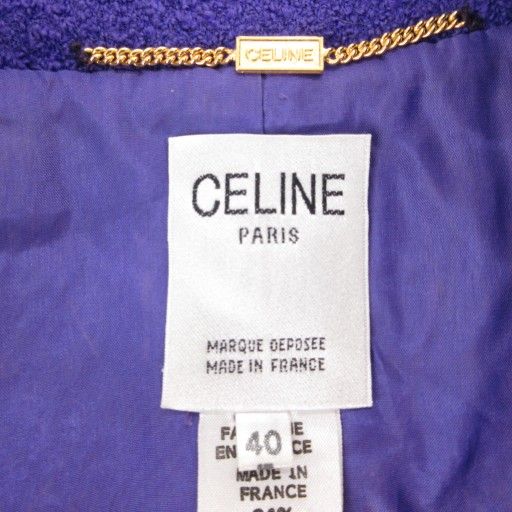 CELINE
CELINE
PARIS
MARQUE DEPOSEE
MADE IN FRANCE
40
MADE IN
FRANCE